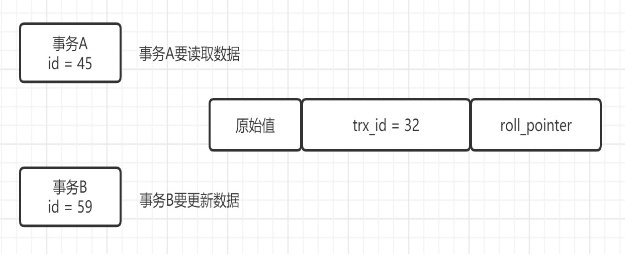 事务A
id = 45
事务A要读取数据
原始值
trx_id = 32
roll_pointer
事务B
id = 59
事务B要更新数据